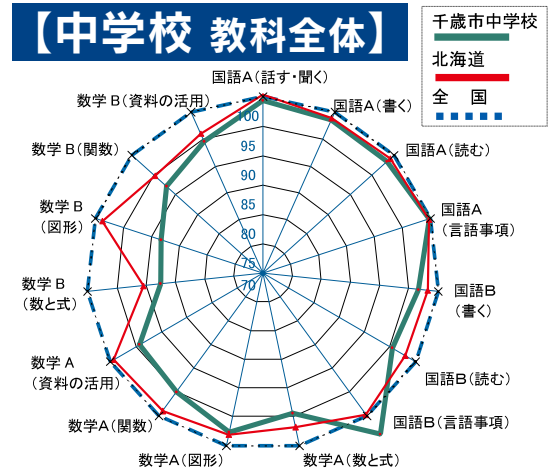 【中学校 教科全体】
千歳市中学校
北海道
全 国
国語A(話す・聞く)
国語A(書く)
国語A(読む)
国語A
(言語事項)
国語B
(書く)
国語B(読む)
国語B(言語事項)
数学A(数と式)
数学A(図形)
数学A(関数)
数学A
(資料の活用)
数学B
(数と式)
数学B
(図形)
数学B(関数)
数学B(資料の活用)
100
95
90
85
80
75
70